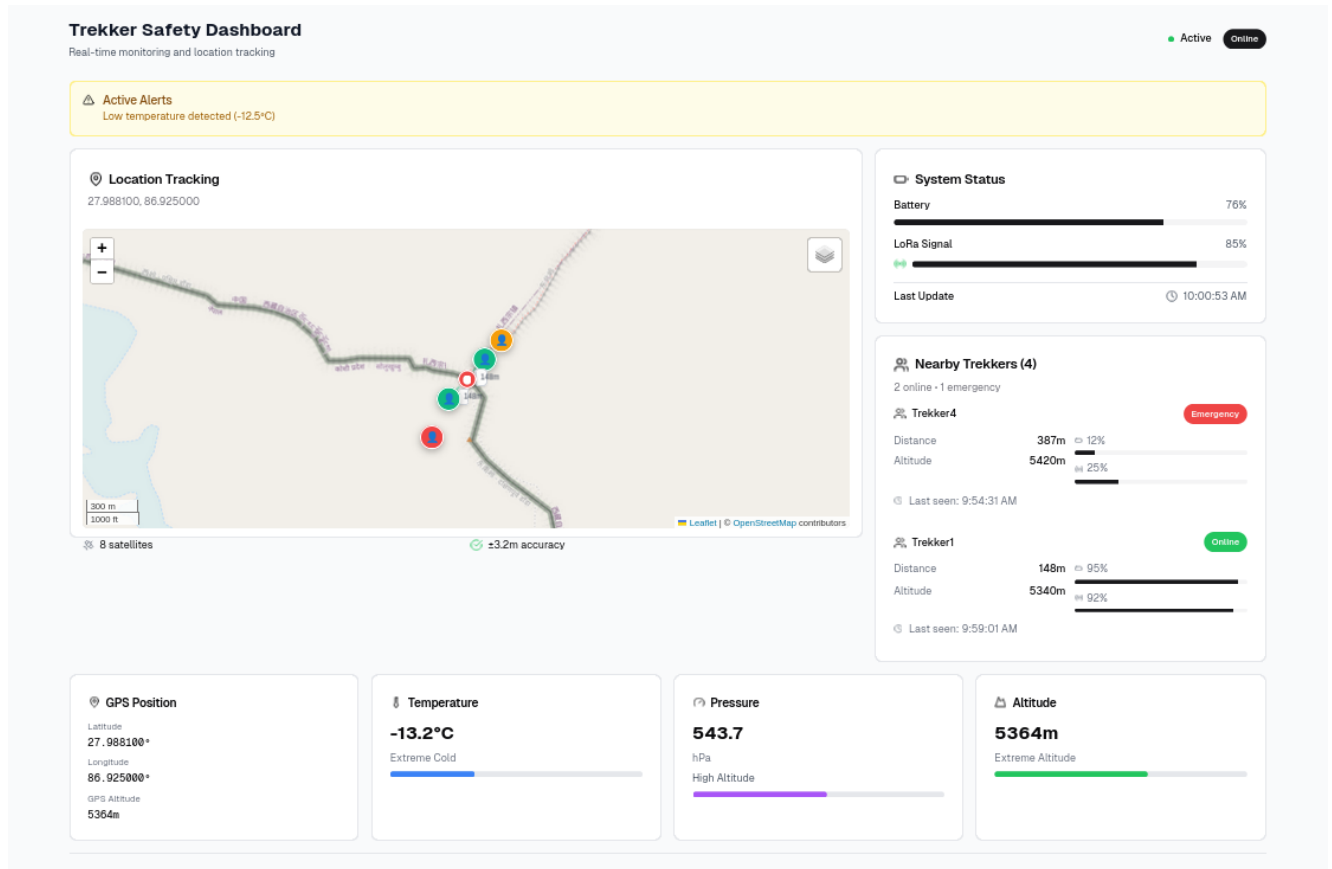 Trekker Safety Dashboard
Real-time monitoring and location tracking
Active
Online
Active Alerts
Low temperature detected (-12.5°C)
Location Tracking
27.988100, 86.925000
+
−
中国
कोशी प्रदेश
सोलुखुम्बु
148m
300 m
1000 ft
Leaflet | © OpenStreetMap contributors
8 satellites
±3.2m accuracy
System Status
Battery 76%
LoRa Signal 85%
Last Update 10:00:53 AM
Nearby Trekkers (4)
2 online • 1 emergency
Trekker4 Emergency
Distance 387m 12%
Altitude 5420m 25%
Last seen: 9:54:31 AM
Trekker1 Online
Distance 148m 95%
Altitude 5340m 92%
Last seen: 9:59:01 AM
GPS Position
Latitude
27.988100°
Longitude
86.925000°
GPS Altitude
5364m
Temperature
-13.2°C
Extreme Cold
Pressure
543.7
hPa
High Altitude
Altitude
5364m
Extreme Altitude